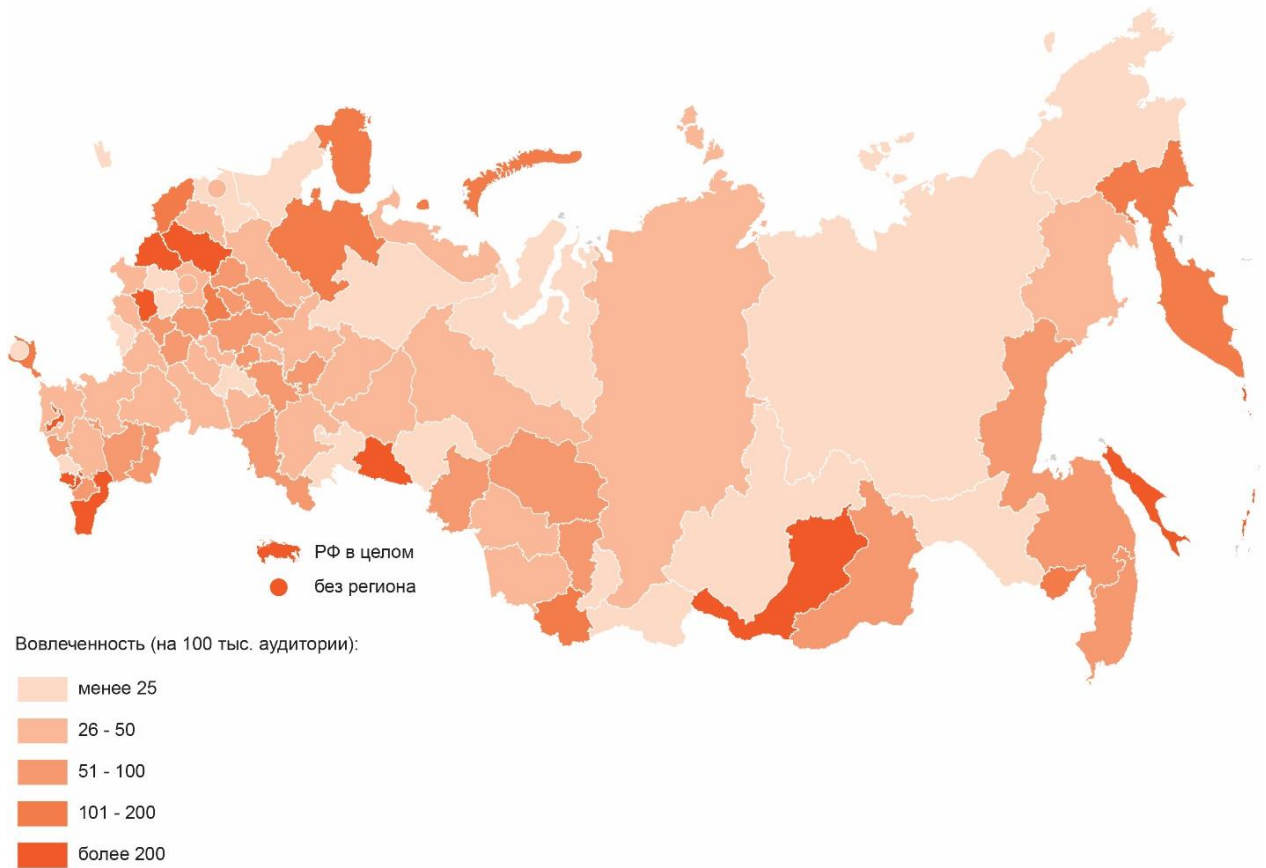 РФ в целом
без региона
Вовлеченность (на 100 тыс. аудитории):
менее 25
26 - 50
51 - 100
101 - 200
более 200